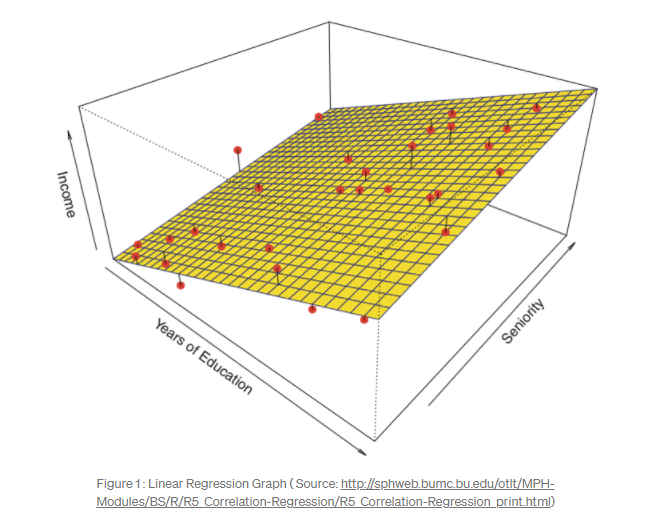 Income
Years of Education
Seniority
Figure 1: Linear Regression Graph ( Source: http://sphweb.bumc.bu.edu/otlt/MPH-
Modules/BS/R/R5_Correlation-Regression/R5_Correlation-Regression_print.html)